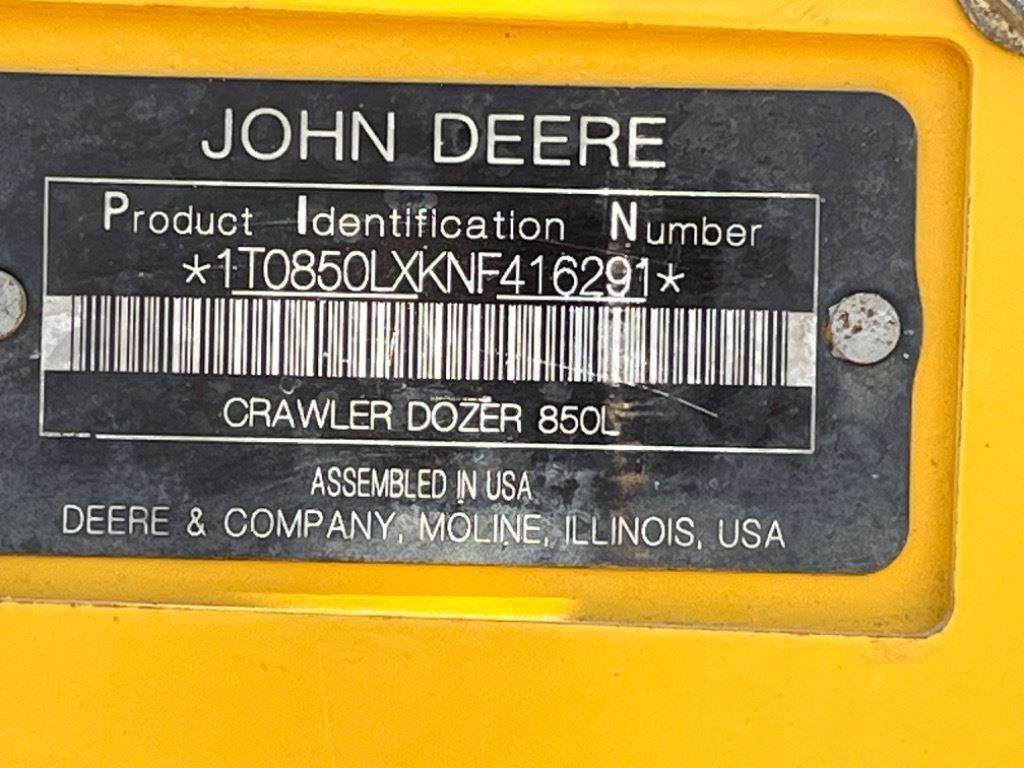 JOHN DEERE
Product Identification Number
*1T0850LXKNF416291*
CRAWLER DOZER 850L
ASSEMBLED IN USA
DEERE & COMPANY, MOLINE, ILLINOIS, USA